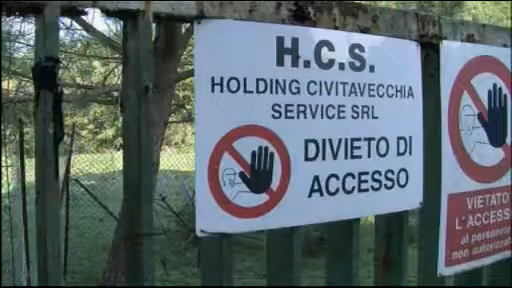 H.C.S.
HOLDING CIVITAVECCHIA
SERVICE SRL
DIVIETO DI
ACCESSO
VIETATO
L'ACCESSO
al personale
non autorizzato